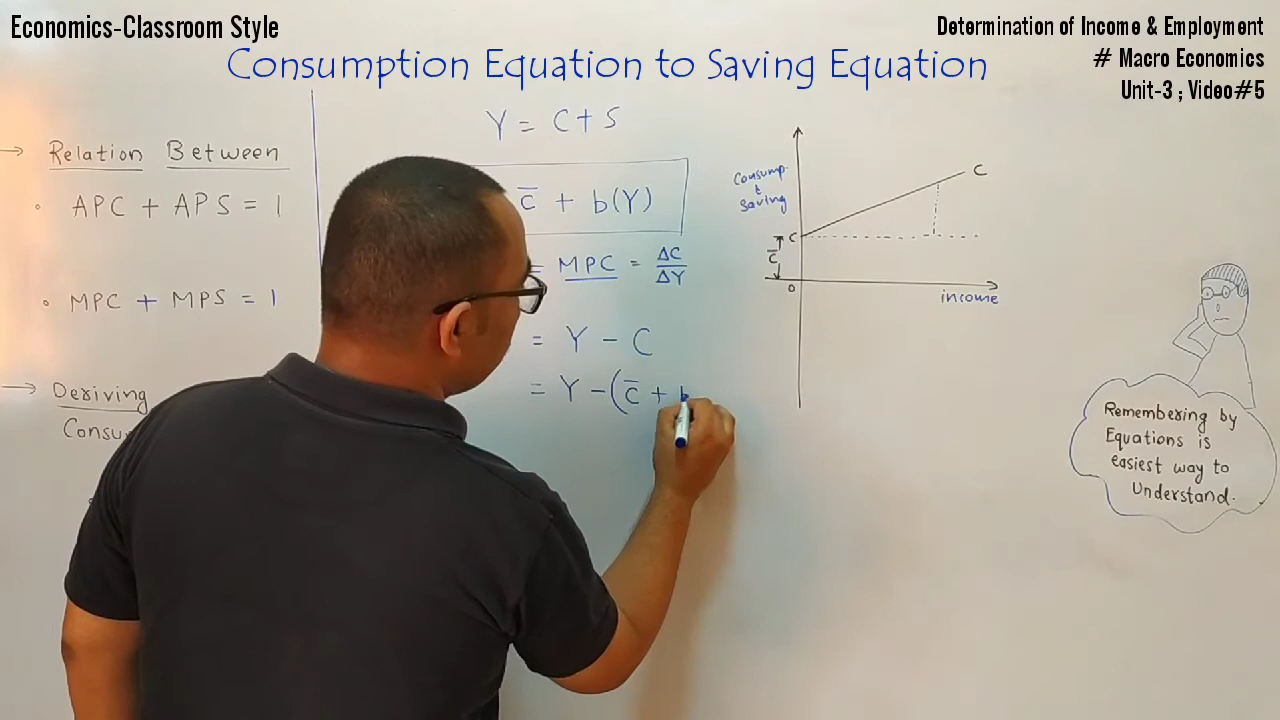 Economics-Classroom Style
Determination of Income & Employment
# Macro Economics
Unit-3 ; Video#5
Consumption Equation to Saving Equation
→ Relation Between
• APC + APS = 1
• MPC + MPS = 1
→ Deriving
Y = C + S
c̄ + b(Y)
= MPC = ΔC/ΔY
= Y - C
= Y - (c̄ + b
Consump.
&
Saving
C
C
c̄
0
income
Remembering by
Equations is
easiest way to
Understand.